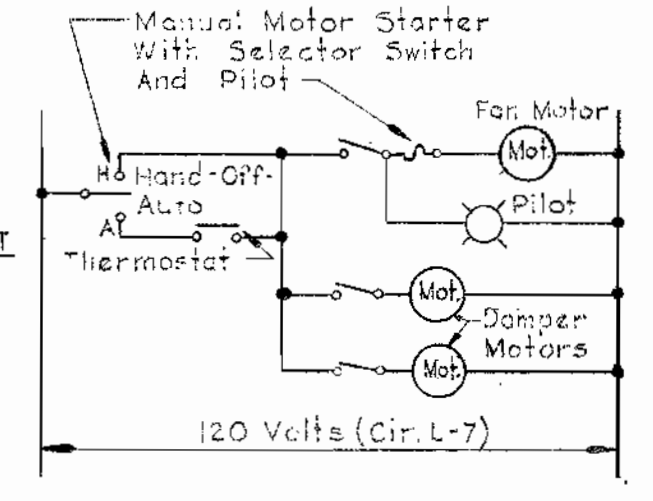 Manual Motor Starter
With Selector Switch
And Pilot
Fan Motor
H
Hand-Off-
Auto
Mot.
A
Pilot
Thermostat
Mot.
Damper
Motors
Mot.
120 Volts (Cir. L-7)